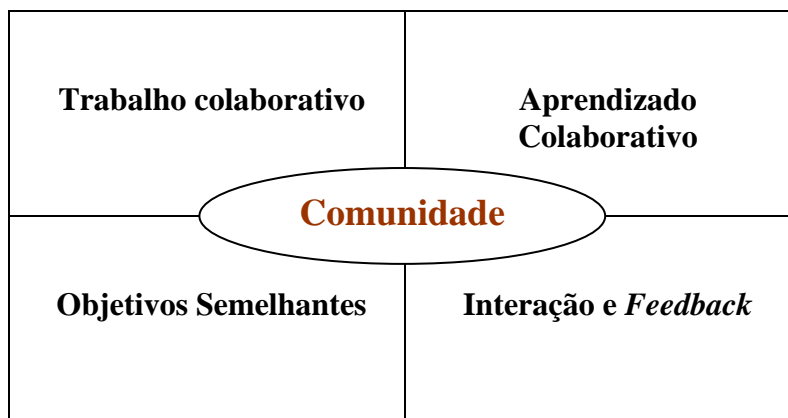 Trabalho colaborativo
Aprendizado
Colaborativo
Comunidade
Objetivos Semelhantes
Interação e Feedback